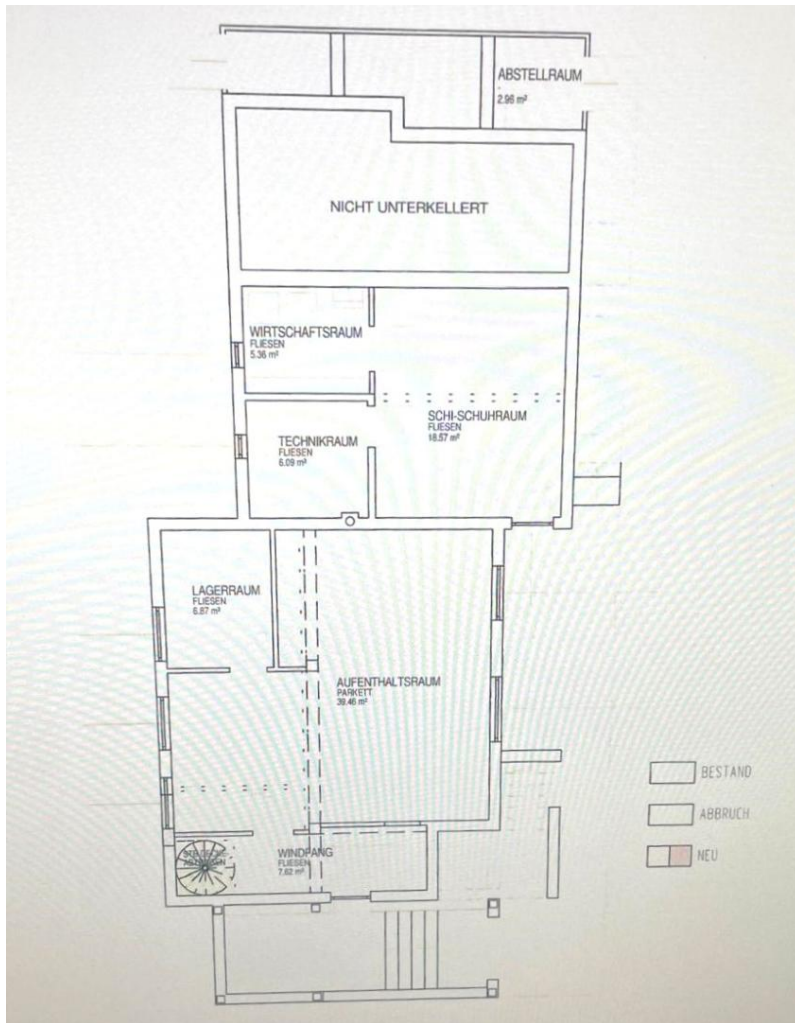 ABSTELLRAUM
2.96 m²
NICHT UNTERKELLERT
WIRTSCHAFTSRAUM
FLIESEN
5.36 m²
SCHI-SCHUHRAUM
FLIESEN
18.57 m²
TECHNIKRAUM
FLIESEN
6.09 m²
LAGERRAUM
FLIESEN
6.87 m²
AUFENTHALTSRAUM
PARKETT
39.46 m²
BESTAND
ABBRUCH
NEU
WINDFANG
FLIESEN
7.62 m²